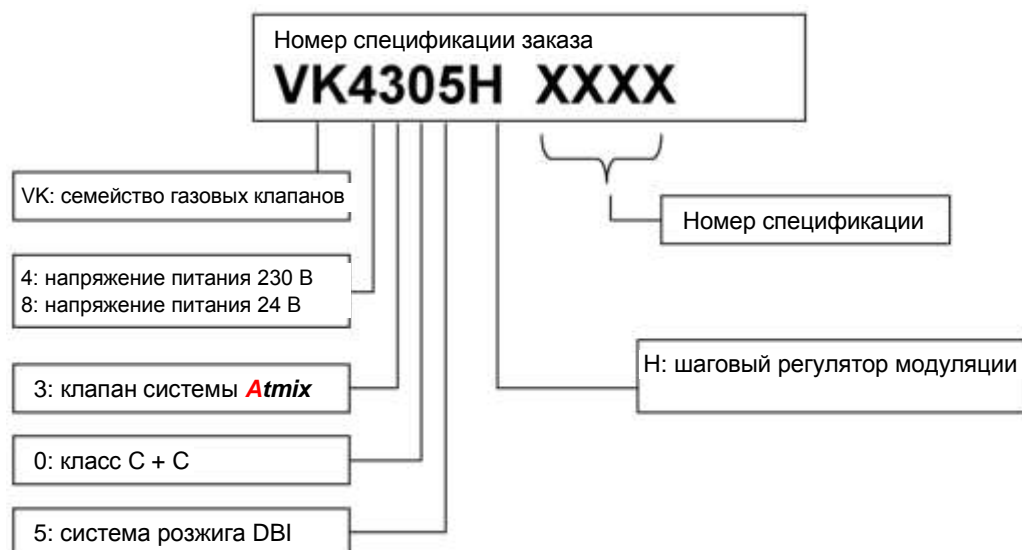 Номер спецификации заказа
VK4305H XXXX
VK: семейство газовых клапанов
Номер спецификации
4: напряжение питания 230 В
8: напряжение питания 24 В
H: шаговый регулятор модуляции
3: клапан системы Atmix
0: класс C + C
5: система розжига DBI